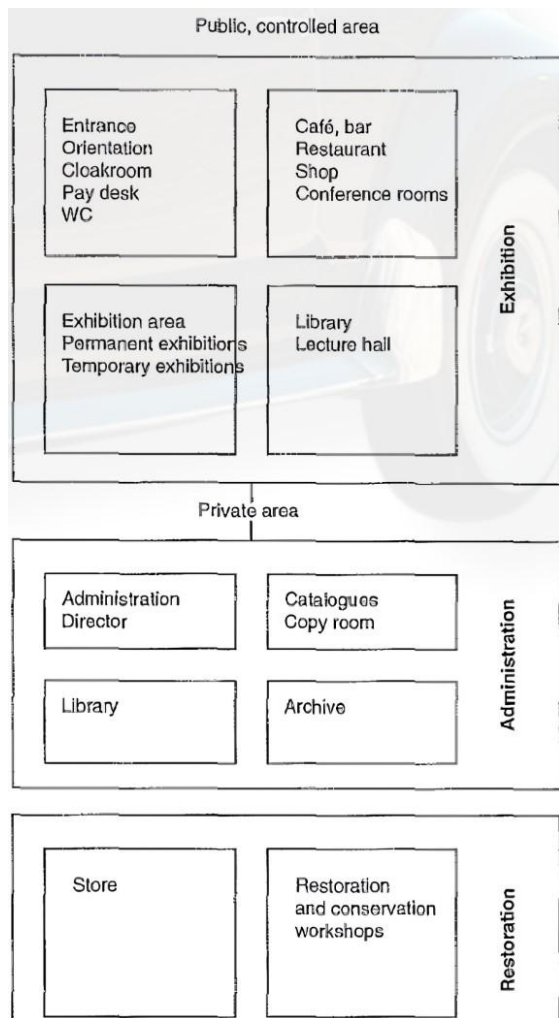 Public, controlled area
Entrance
Orientation
Cloakroom
Pay desk
WC
Café, bar
Restaurant
Shop
Conference rooms
Exhibition area
Permanent exhibitions
Temporary exhibitions
Library
Lecture hall
Exhibition
Private area
Administration
Director
Catalogues
Copy room
Library
Archive
Administration
Store
Restoration
and conservation
workshops
Restoration